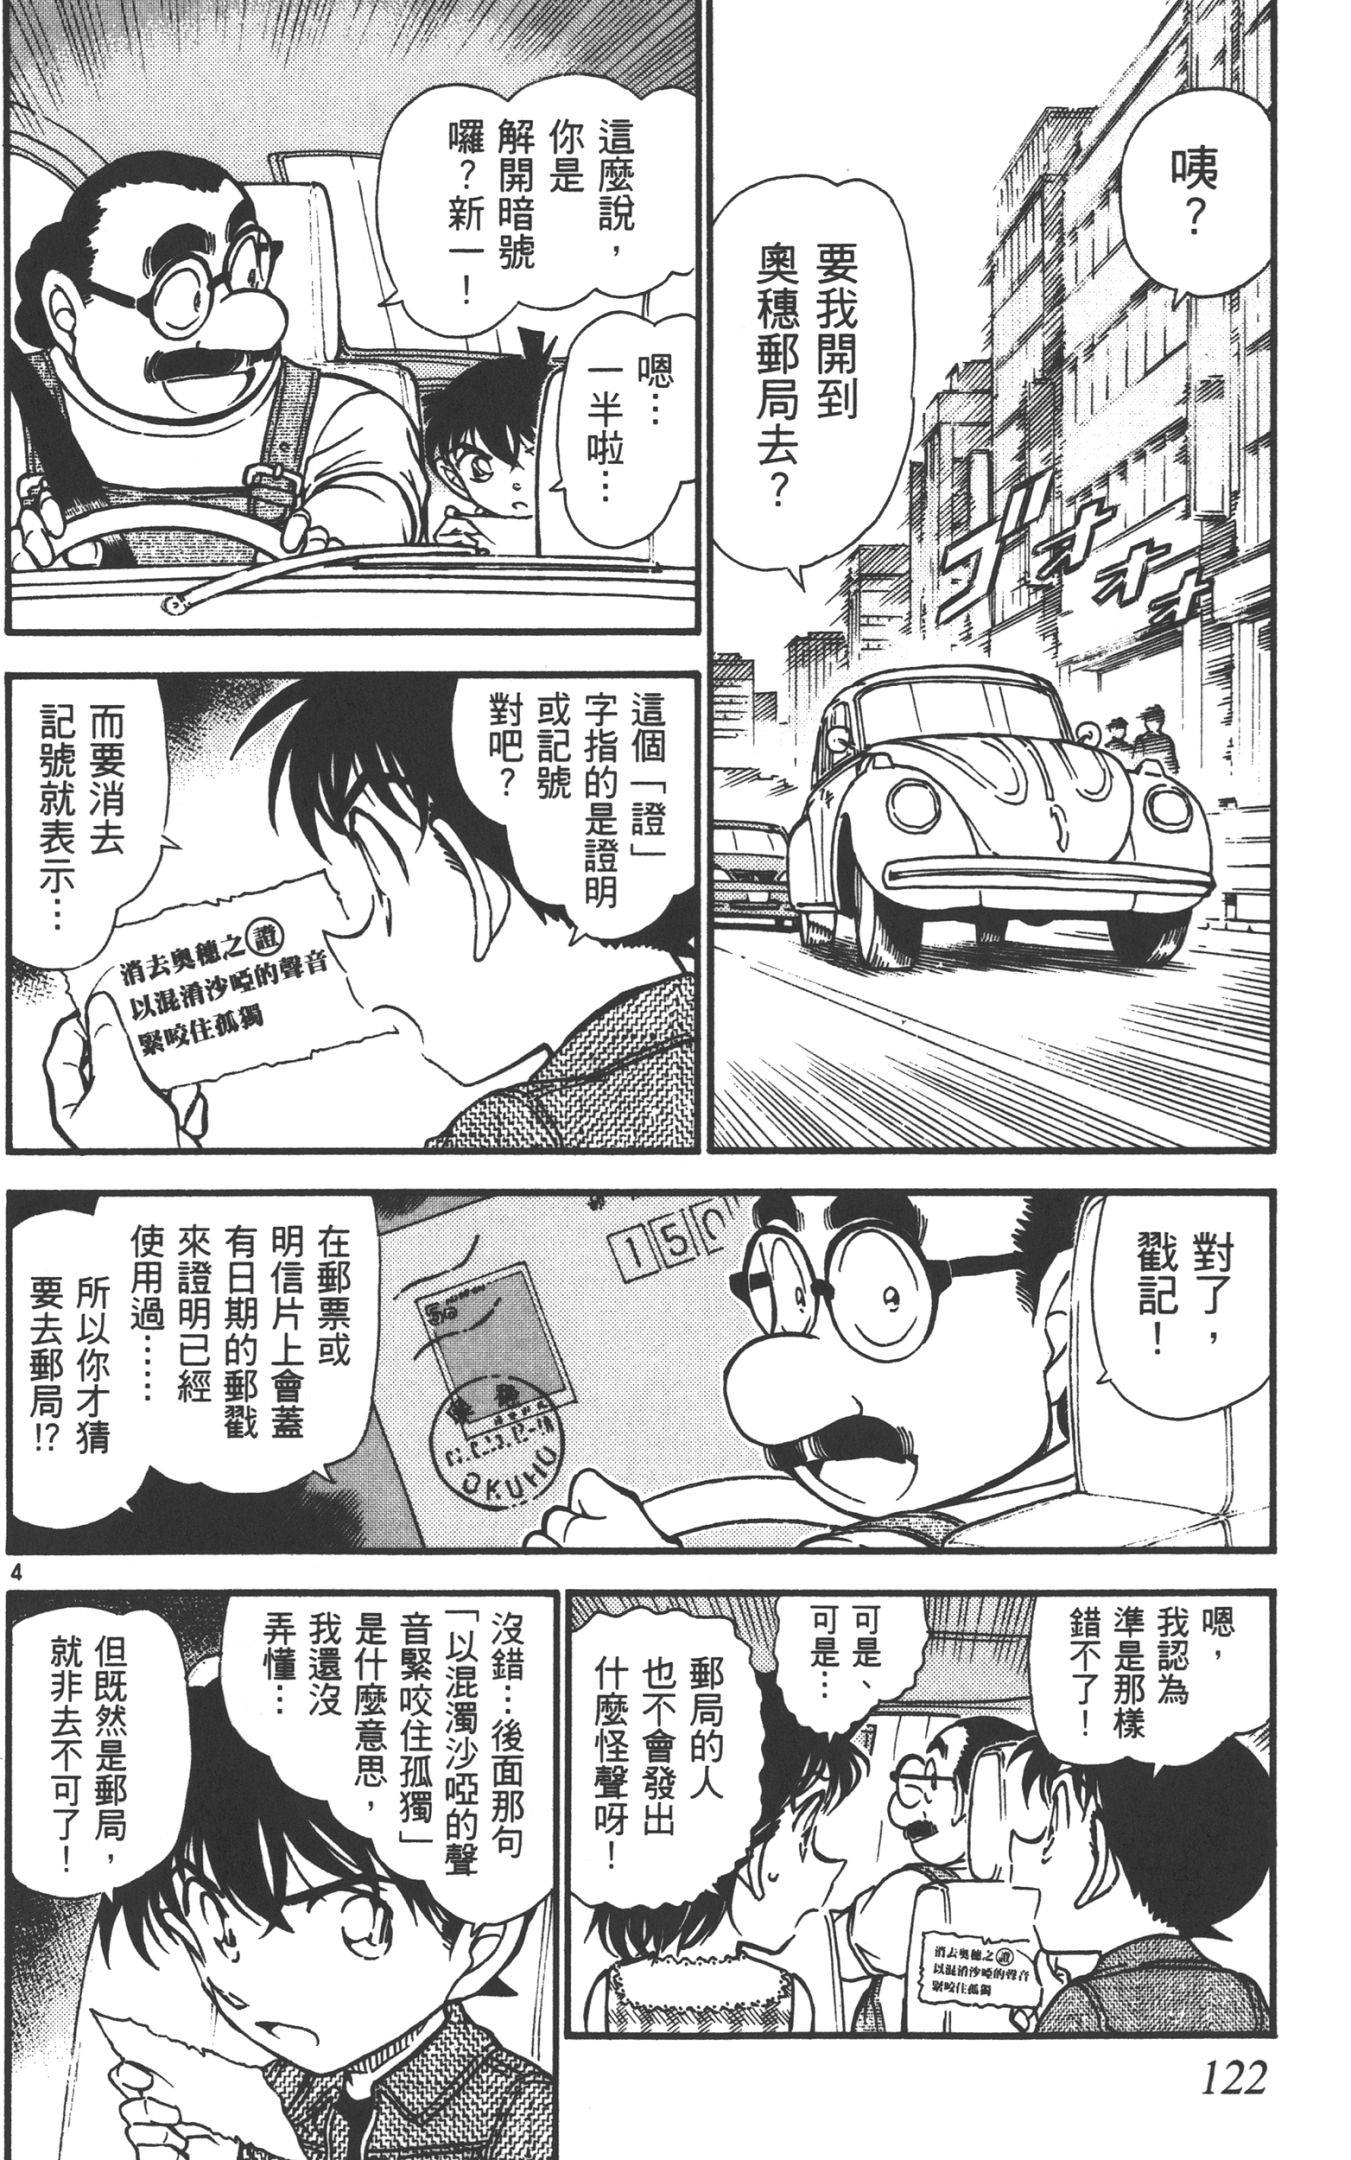 咦？
要我開到
奧穗郵局去？
ゴオオオ
這麼說，
你是
解開暗號
囉？新一！
嗯…
一半啦…
這個「證」
字指的是證明
或記號
對吧？
而要消去
記號就表示…
消去奧穗之證
以混淆沙啞的聲音
緊咬住孤獨
對了，
戳記！
150
50
OKUHO
在郵票或
明信片上會蓋
有日期的郵戳
來證明已經
使用過……
所以你才猜
要去郵局!?
4
嗯，
我認為
準是那樣
錯不了！
可是、
可是…
郵局的人
也不會發出
什麼怪聲呀！
消去奧穗之證
以混淆沙啞的聲音
緊咬住孤獨
沒錯…後面那句
「以混濁沙啞的聲
音緊咬住孤獨」
是什麼意思，
我還沒
弄懂…
但既然是郵局，
就非去不可了！
122